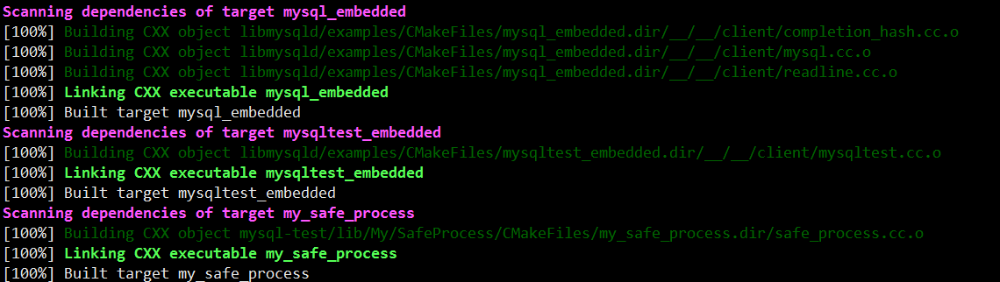 Scanning dependencies of target mysql_embedded
[100%] Building CXX object libmysqld/examples/CMakeFiles/mysql_embedded.dir/__/__/client/completion_hash.cc.o
[100%] Building CXX object libmysqld/examples/CMakeFiles/mysql_embedded.dir/__/__/client/mysql.cc.o
[100%] Building CXX object libmysqld/examples/CMakeFiles/mysql_embedded.dir/__/__/client/readline.cc.o
[100%] Linking CXX executable mysql_embedded
[100%] Built target mysql_embedded
Scanning dependencies of target mysqltest_embedded
[100%] Building CXX object libmysqld/examples/CMakeFiles/mysqltest_embedded.dir/__/__/client/mysqltest.cc.o
[100%] Linking CXX executable mysqltest_embedded
[100%] Built target mysqltest_embedded
Scanning dependencies of target my_safe_process
[100%] Building CXX object mysql-test/lib/My/SafeProcess/CMakeFiles/my_safe_process.dir/safe_process.cc.o
[100%] Linking CXX executable my_safe_process
[100%] Built target my_safe_process